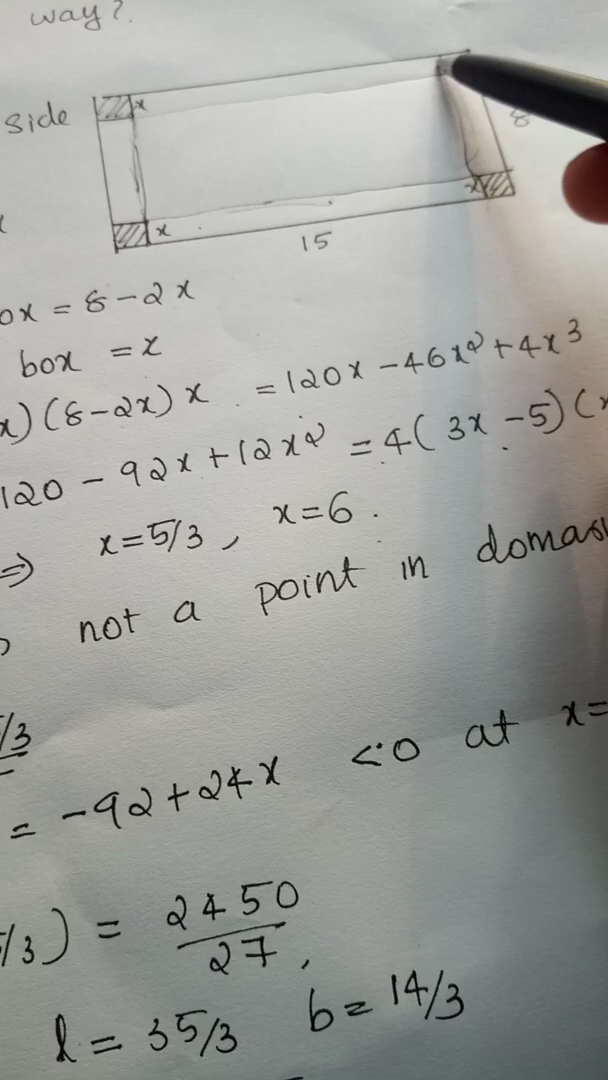 way?
x
side
8
x
x
15
ox = 8-2x
box = x
x)(8-2x)x = 120x - 46x² + 4x³
120 - 92x + 12x² = 4(3x-5)(x
=> x=5/3, x=6.
not a point in domai
5/3
= -92+24x <0 at x=
5/3) = 2450/27,
l = 35/3 b= 14/3